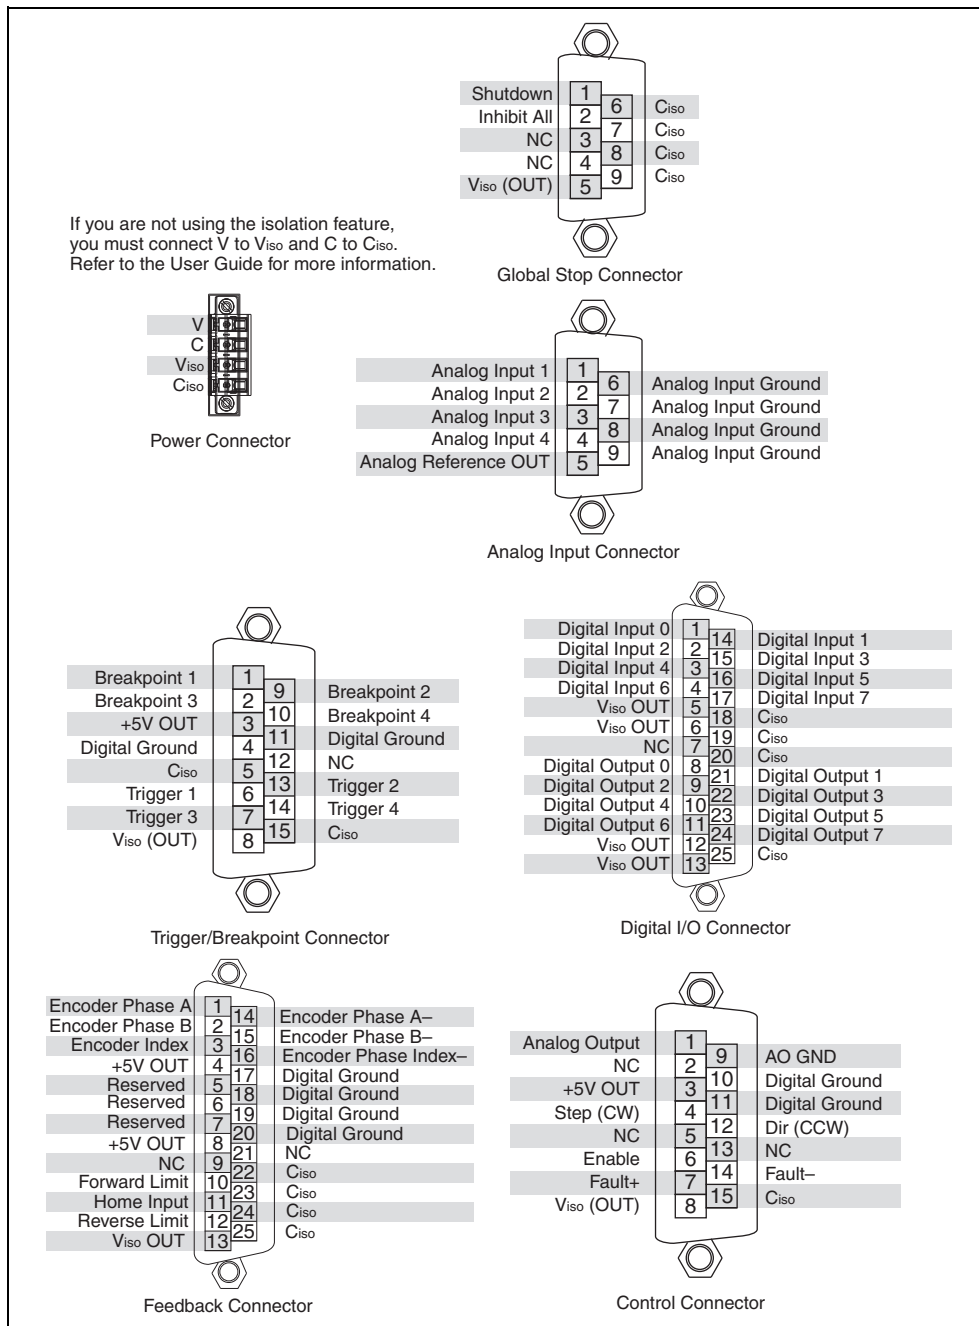 Shutdown 1 6 Ciso
Inhibit All 2 7 Ciso
NC 3 8 Ciso
NC 4 9 Ciso
Viso (OUT) 5
Global Stop Connector
If you are not using the isolation feature,
you must connect V to Viso and C to Ciso.
Refer to the User Guide for more information.
V
C
Viso
Ciso
Power Connector
Analog Input 1 1 6 Analog Input Ground
Analog Input 2 2 7 Analog Input Ground
Analog Input 3 3 8 Analog Input Ground
Analog Input 4 4 9 Analog Input Ground
Analog Reference OUT 5
Analog Input Connector
Breakpoint 1 1 9 Breakpoint 2
Breakpoint 3 2 10 Breakpoint 4
+5V OUT 3 11 Digital Ground
Digital Ground 4 12 NC
Ciso 5 13 Trigger 2
Trigger 1 6 14 Trigger 4
Trigger 3 7 15 Ciso
Viso (OUT) 8
Trigger/Breakpoint Connector
Digital Input 0 1 14 Digital Input 1
Digital Input 2 2 15 Digital Input 3
Digital Input 4 3 16 Digital Input 5
Digital Input 6 4 17 Digital Input 7
Viso OUT 5 18 Ciso
Viso OUT 6 19 Ciso
NC 7 20 Ciso
Digital Output 0 8 21 Digital Output 1
Digital Output 2 9 22 Digital Output 3
Digital Output 4 10 23 Digital Output 5
Digital Output 6 11 24 Digital Output 7
Viso OUT 12 25 Ciso
Viso OUT 13
Digital I/O Connector
Encoder Phase A 1 14 Encoder Phase A–
Encoder Phase B 2 15 Encoder Phase B–
Encoder Index 3 16 Encoder Phase Index–
+5V OUT 4 17 Digital Ground
Reserved 5 18 Digital Ground
Reserved 6 19 Digital Ground
Reserved 7 20 Digital Ground
+5V OUT 8 21 NC
NC 9 22 Ciso
Forward Limit 10 23 Ciso
Home Input 11 24 Ciso
Reverse Limit 12 25 Ciso
Viso OUT 13
Feedback Connector
Analog Output 1 9 AO GND
NC 2 10 Digital Ground
+5V OUT 3 11 Digital Ground
Step (CW) 4 12 Dir (CCW)
NC 5 13 NC
Enable 6 14 Fault–
Fault+ 7 15 Ciso
Viso (OUT) 8
Control Connector